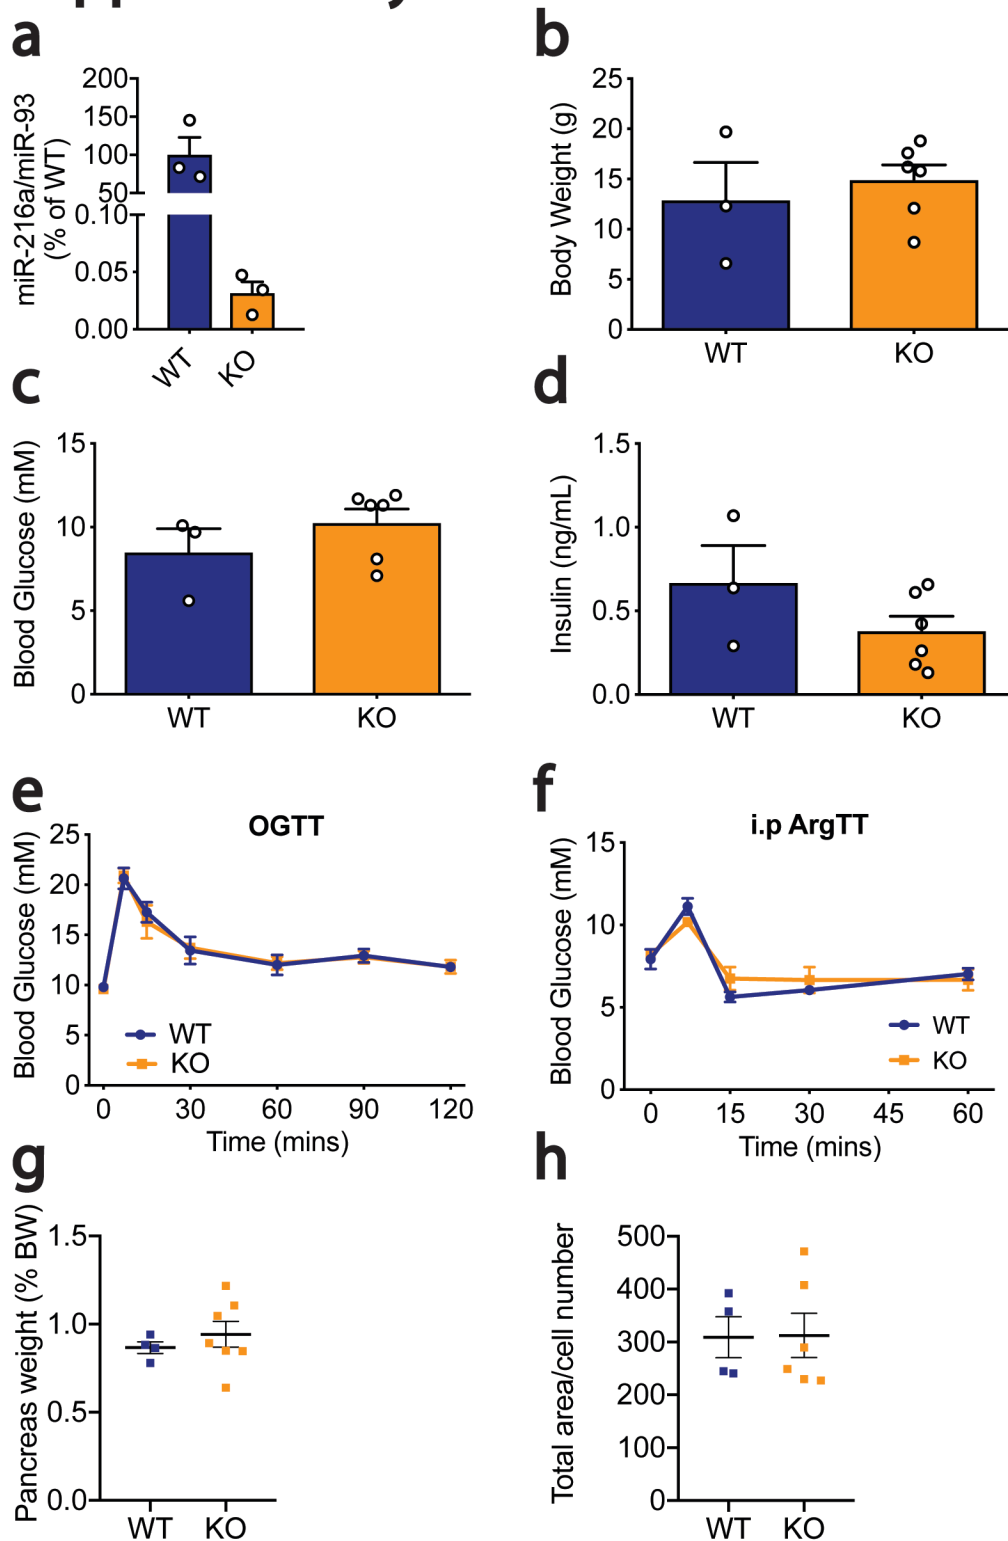 a
miR-216a/miR-93
(% of WT)
200
150
100
50
0.10
0.05
0.00
WT
KO
b
Body Weight (g)
25
20
15
10
5
0
WT
KO
c
Blood Glucose (mM)
15
10
5
0
WT
KO
d
Insulin (ng/mL)
1.5
1.0
0.5
0.0
WT
KO
e
OGTT
Blood Glucose (mM)
25
20
15
10
5
0
WT
KO
0 30 60 90 120
Time (mins)
f
i.p ArgTT
Blood Glucose (mM)
15
10
5
0
WT
KO
0 15 30 45 60
Time (mins)
g
Pancreas weight (% BW)
1.5
1.0
0.5
0.0
WT
KO
h
Total area/cell number
500
400
300
200
100
0
WT
KO